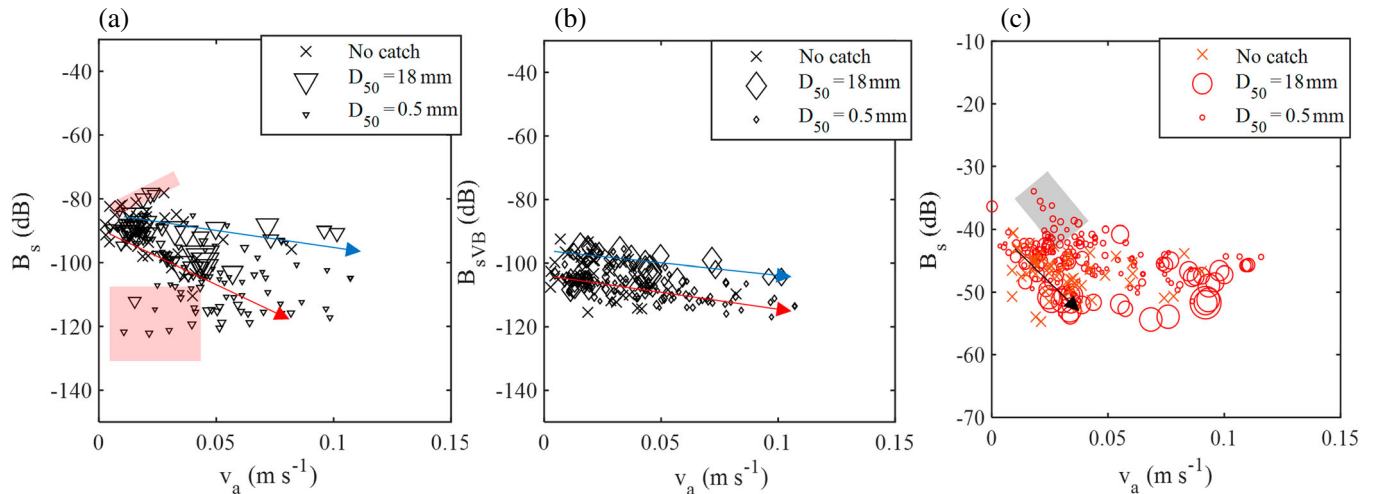 (a)
No catch
D50 = 18 mm
D50 = 0.5 mm
-40
-60
-80
-100
-120
-140
Bs (dB)
0
0.05
0.1
0.15
va (m s-1)
(b)
No catch
D50 = 18 mm
D50 = 0.5 mm
-40
-60
-80
-100
-120
-140
BsVB (dB)
0
0.05
0.1
0.15
va (m s-1)
(c)
No catch
D50 = 18 mm
D50 = 0.5 mm
-10
-20
-30
-40
-50
-60
-70
Bs (dB)
0
0.05
0.1
0.15
va (m s-1)